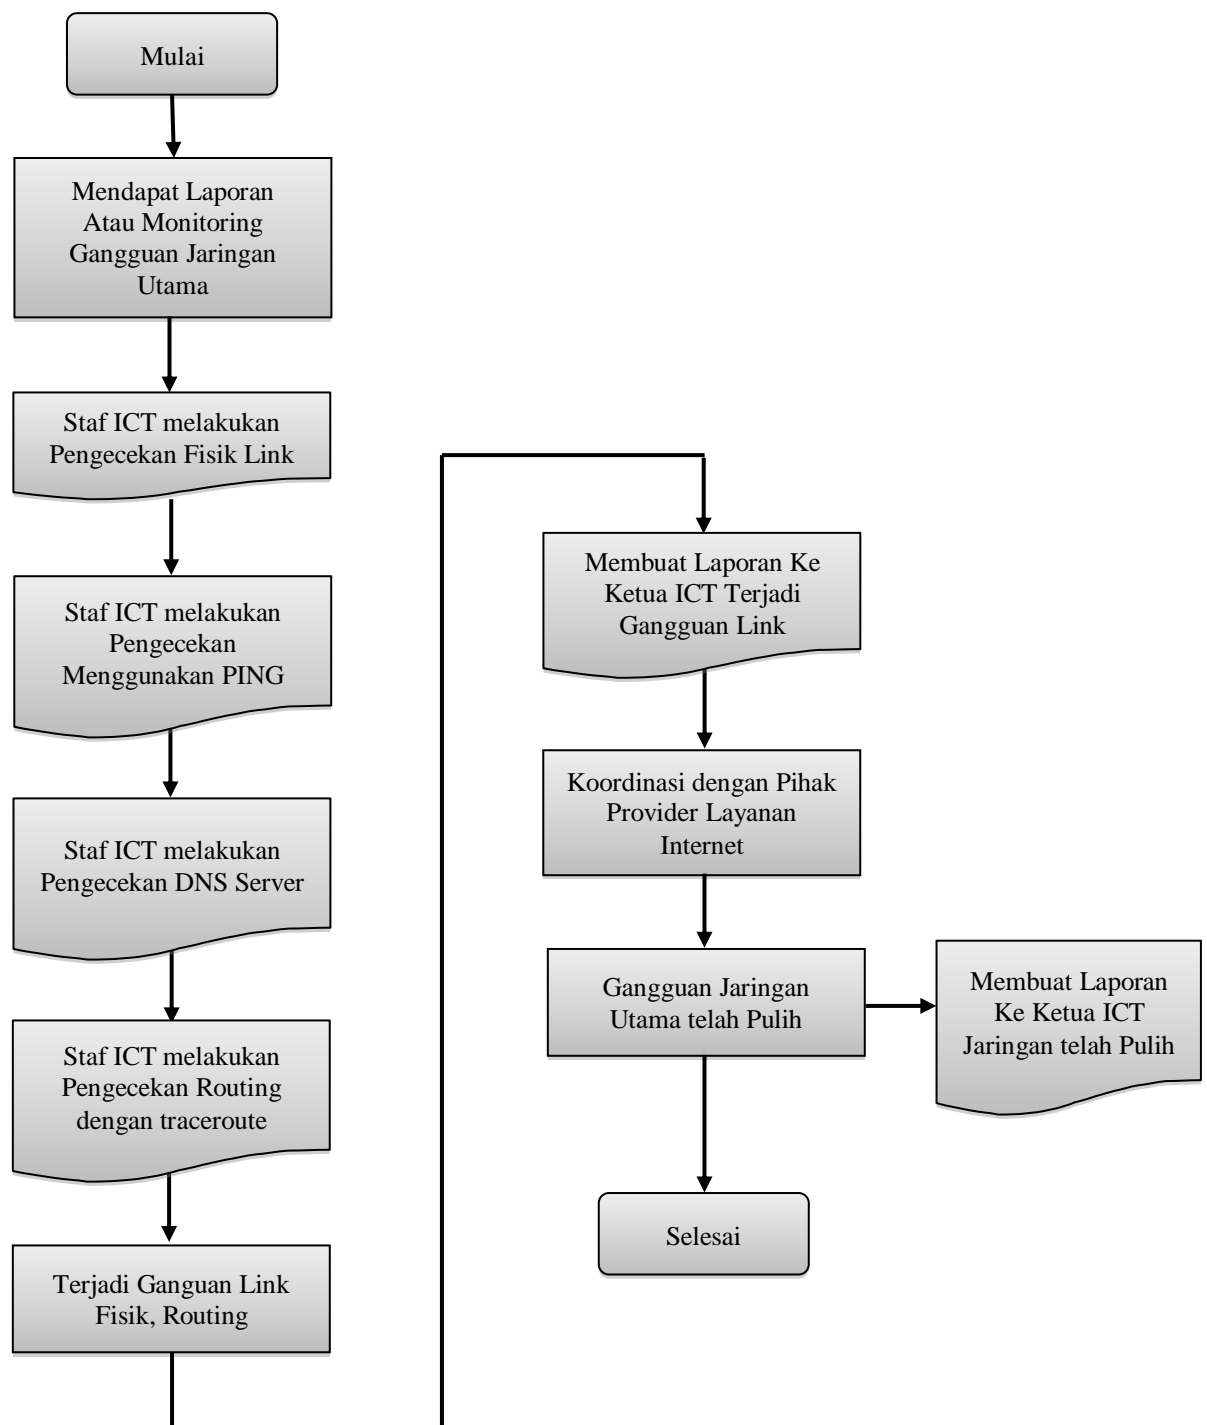 Mulai
Mendapat Laporan
Atau Monitoring
Gangguan Jaringan
Utama
Staf ICT melakukan
Pengecekan Fisik Link
Staf ICT melakukan
Pengecekan
Menggunakan PING
Staf ICT melakukan
Pengecekan DNS Server
Staf ICT melakukan
Pengecekan Routing
dengan traceroute
Terjadi Ganguan Link
Fisik, Routing
Membuat Laporan Ke
Ketua ICT Terjadi
Gangguan Link
Koordinasi dengan Pihak
Provider Layanan
Internet
Gangguan Jaringan
Utama telah Pulih
Membuat Laporan
Ke Ketua ICT
Jaringan telah Pulih
Selesai